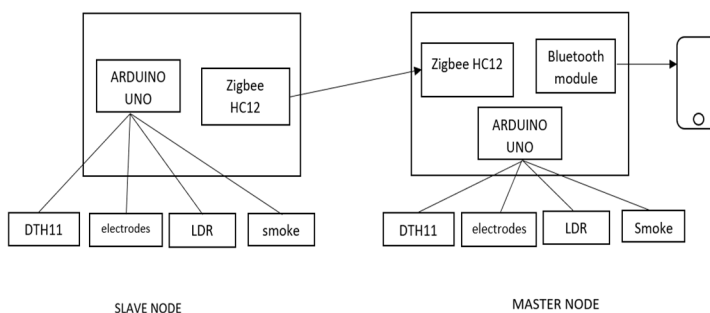 ARDUINO
UNO
Zigbee
HC12
DTH11
electrodes
LDR
smoke
SLAVE NODE
Zigbee HC12
Bluetooth
module
ARDUINO
UNO
DTH11
electrodes
LDR
Smoke
MASTER NODE